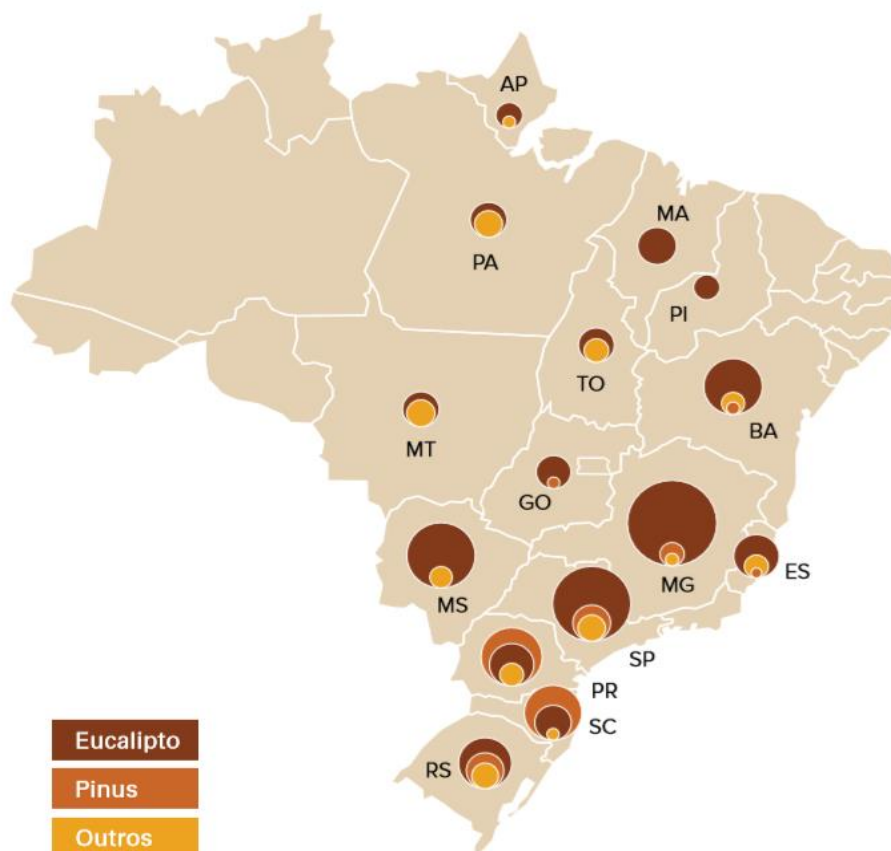 AP
MA
PA
PI
TO
BA
MT
GO
ES
MG
MS
SP
PR
SC
RS
Eucalipto
Pinus
Outros